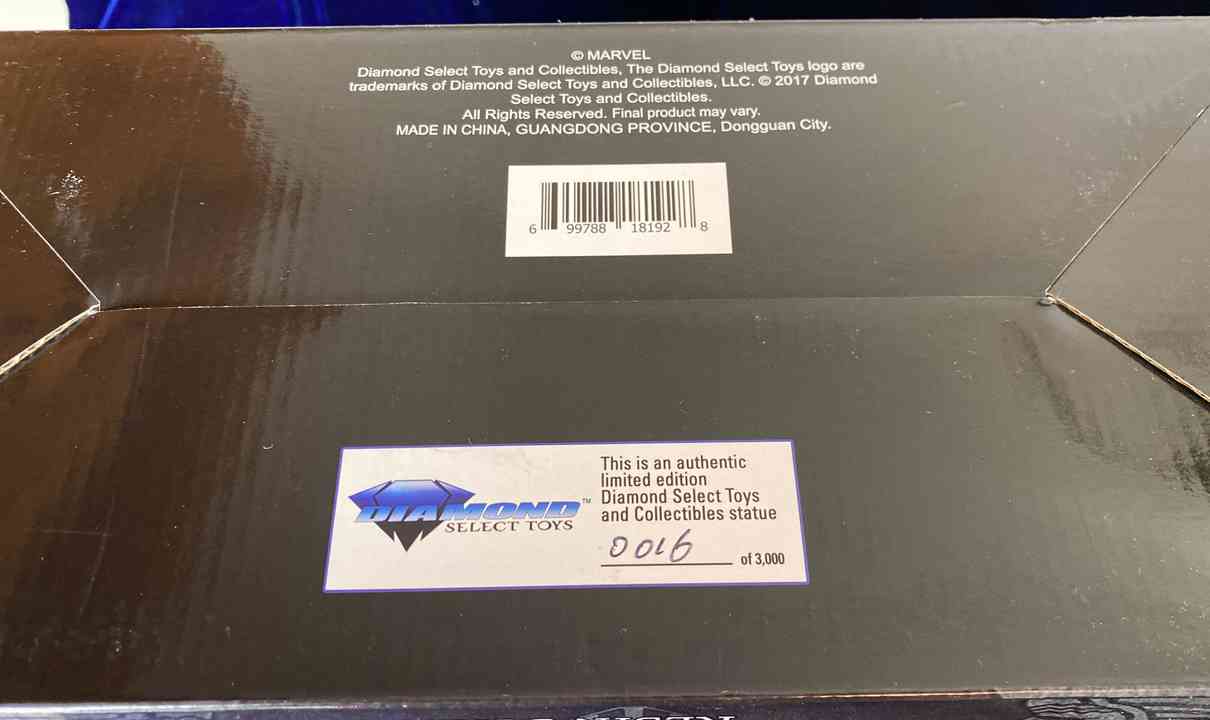 © MARVEL
Diamond Select Toys and Collectibles, The Diamond Select Toys logo are
trademarks of Diamond Select Toys and Collectibles, LLC. © 2017 Diamond
Select Toys and Collectibles.
All Rights Reserved. Final product may vary.
MADE IN CHINA, GUANGDONG PROVINCE, Dongguan City.
6 99788 18192 8
DIAMOND™
SELECT TOYS
This is an authentic
limited edition
Diamond Select Toys
and Collectibles statue
0016
of 3,000